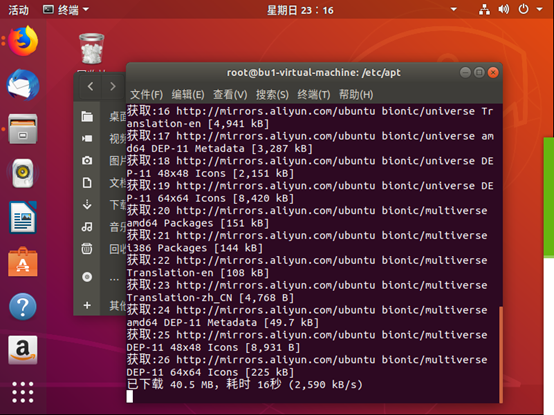 活动
终端
星期日 23:16
root@bu1-virtual-machine: /etc/apt
文件(F) 编辑(E) 查看(V) 搜索(S) 终端(T) 帮助(H)
桌面
视频
图片
文档
下载
音乐
回收
其他
获取:16 http://mirrors.aliyun.com/ubuntu bionic/universe Tr
anslation-en [4,941 kB]
获取:17 http://mirrors.aliyun.com/ubuntu bionic/universe am
d64 DEP-11 Metadata [3,287 kB]
获取:18 http://mirrors.aliyun.com/ubuntu bionic/universe DE
P-11 48x48 Icons [2,151 kB]
获取:19 http://mirrors.aliyun.com/ubuntu bionic/universe DE
P-11 64x64 Icons [8,420 kB]
获取:20 http://mirrors.aliyun.com/ubuntu bionic/multiverse
amd64 Packages [151 kB]
获取:21 http://mirrors.aliyun.com/ubuntu bionic/multiverse
i386 Packages [144 kB]
获取:22 http://mirrors.aliyun.com/ubuntu bionic/multiverse
Translation-en [108 kB]
获取:23 http://mirrors.aliyun.com/ubuntu bionic/multiverse
Translation-zh_CN [4,768 B]
获取:24 http://mirrors.aliyun.com/ubuntu bionic/multiverse
amd64 DEP-11 Metadata [49.7 kB]
获取:25 http://mirrors.aliyun.com/ubuntu bionic/multiverse
DEP-11 48x48 Icons [8,931 B]
获取:26 http://mirrors.aliyun.com/ubuntu bionic/multiverse
DEP-11 64x64 Icons [225 kB]
已下载 40.5 MB，耗时 16秒 (2,590 kB/s)